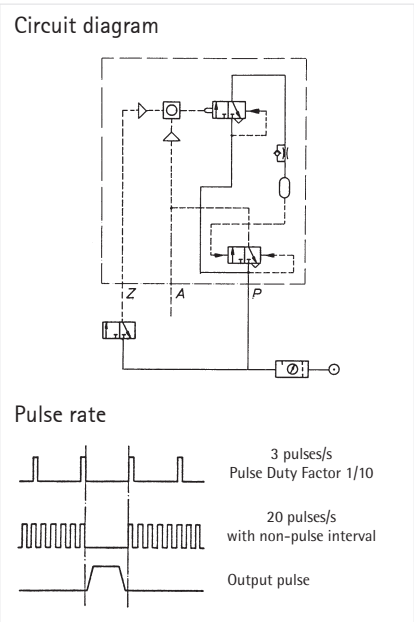 Circuit diagram
Z
A
P
Pulse rate
3 pulses/s
Pulse Duty Factor 1/10
20 pulses/s
with non-pulse interval
Output pulse